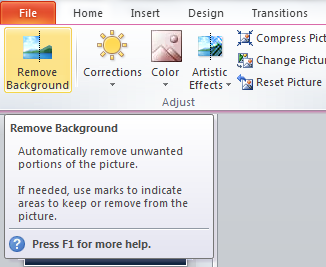 File Home Insert Design Transitions
Remove Background
Corrections
Color
Artistic Effects
Compress Pict
Change Picture
Reset Picture
Adjust
Remove Background
Automatically remove unwanted
portions of the picture.
If needed, use marks to indicate
areas to keep or remove from the
picture.
Press F1 for more help.